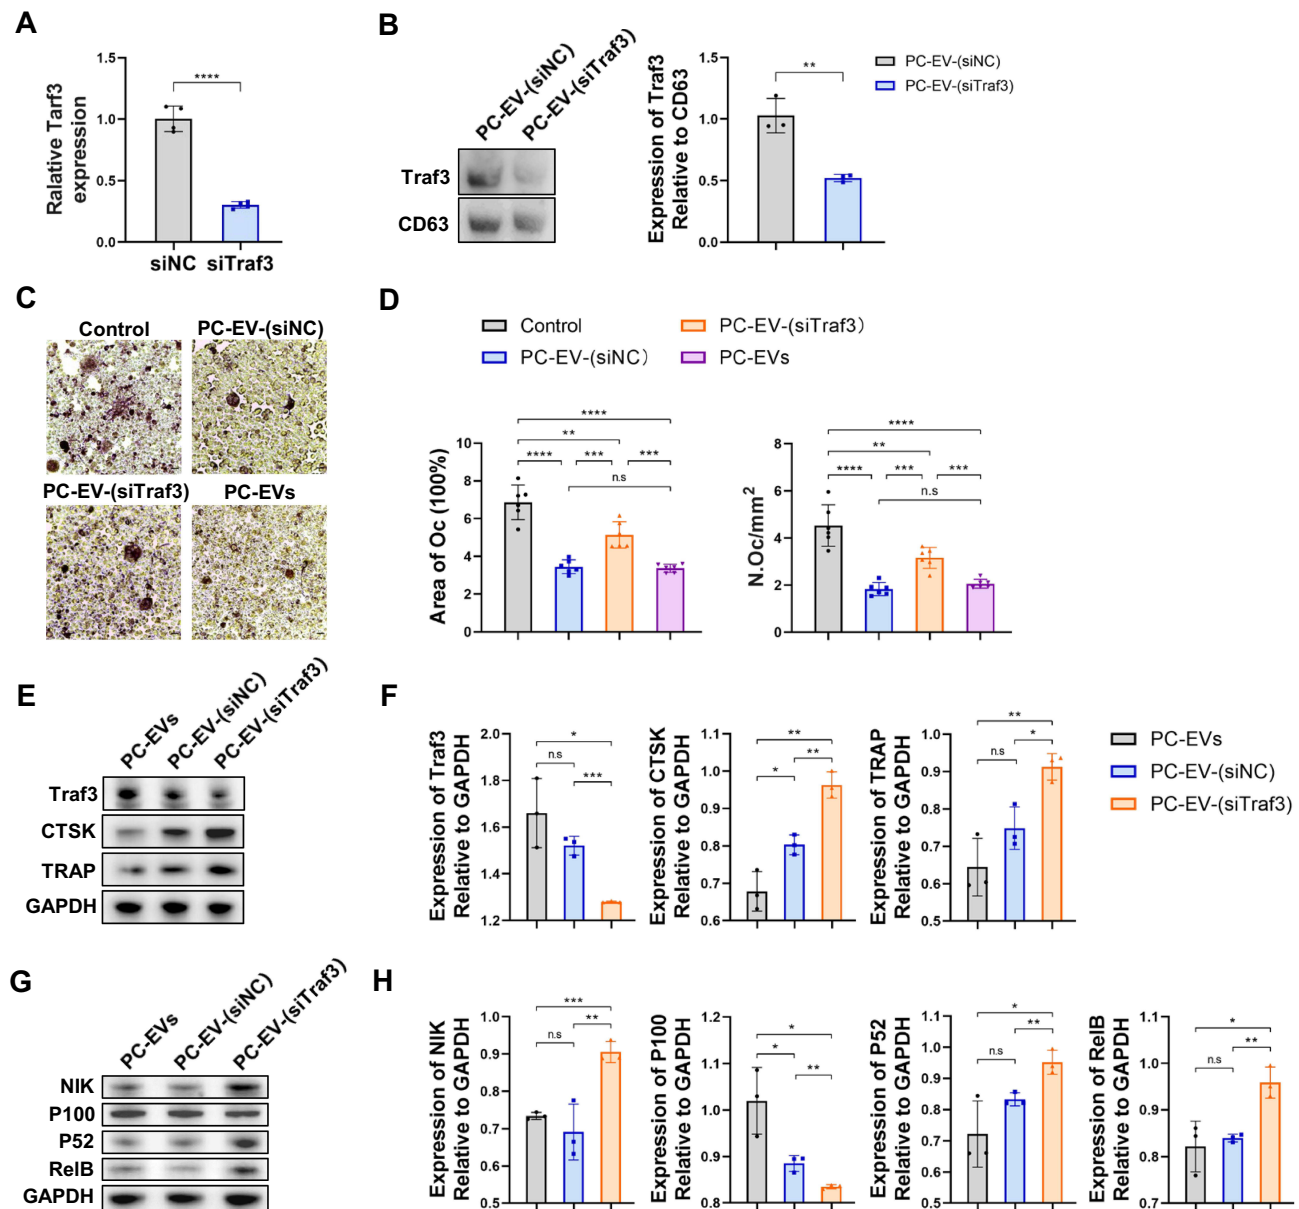 A
Ralative Tarf3
expression
1.5
1.0
0.5
0.0
****
siNC siTraf3
B
PC-EV-(siNC)
PC-EV-(siTraf3)
Traf3
CD63
Expression of Traf3
Relative to CD63
1.5
1.0
0.5
0.0
**
PC-EV-(siNC)
PC-EV-(siTraf3)
C
Control
PC-EV-(siNC)
PC-EV-(siTraf3)
PC-EVs
D
Control
PC-EV-(siTraf3)
PC-EV-(siNC)
PC-EVs
Area of Oc (100%)
10
8
6
4
2
0
****
**
**** *** ***
n.s
N.Oc/mm²
8
6
4
2
0
****
**
**** *** ***
n.s
E
PC-EVs
PC-EV-(siNC)
PC-EV-(siTraf3)
Traf3
CTSK
TRAP
GAPDH
F
Expression of Traf3
Relative to GAPDH
2.0
1.8
1.6
1.4
1.2
*
n.s
***
Expression of CTSK
Relative to GAPDH
1.1
1.0
0.9
0.8
0.7
0.6
**
**
*
Expression of TRAP
Relative to GAPDH
1.0
0.9
0.8
0.7
0.6
0.5
**
*
n.s
PC-EVs
PC-EV-(siNC)
PC-EV-(siTraf3)
G
PC-EVs
PC-EV-(siNC)
PC-EV-(siTraf3)
NIK
P100
P52
RelB
GAPDH
H
Expression of NIK
Relative to GAPDH
1.0
0.9
0.8
0.7
0.6
0.5
***
**
n.s
Expression of P100
Relative to GAPDH
1.2
1.1
1.0
0.9
0.8
*
*
**
Expression of P52
Relative to GAPDH
1.1
1.0
0.9
0.8
0.7
0.6
0.5
*
**
n.s
Expression of RelB
Relative to GAPDH
1.1
1.0
0.9
0.8
0.7
*
**
n.s